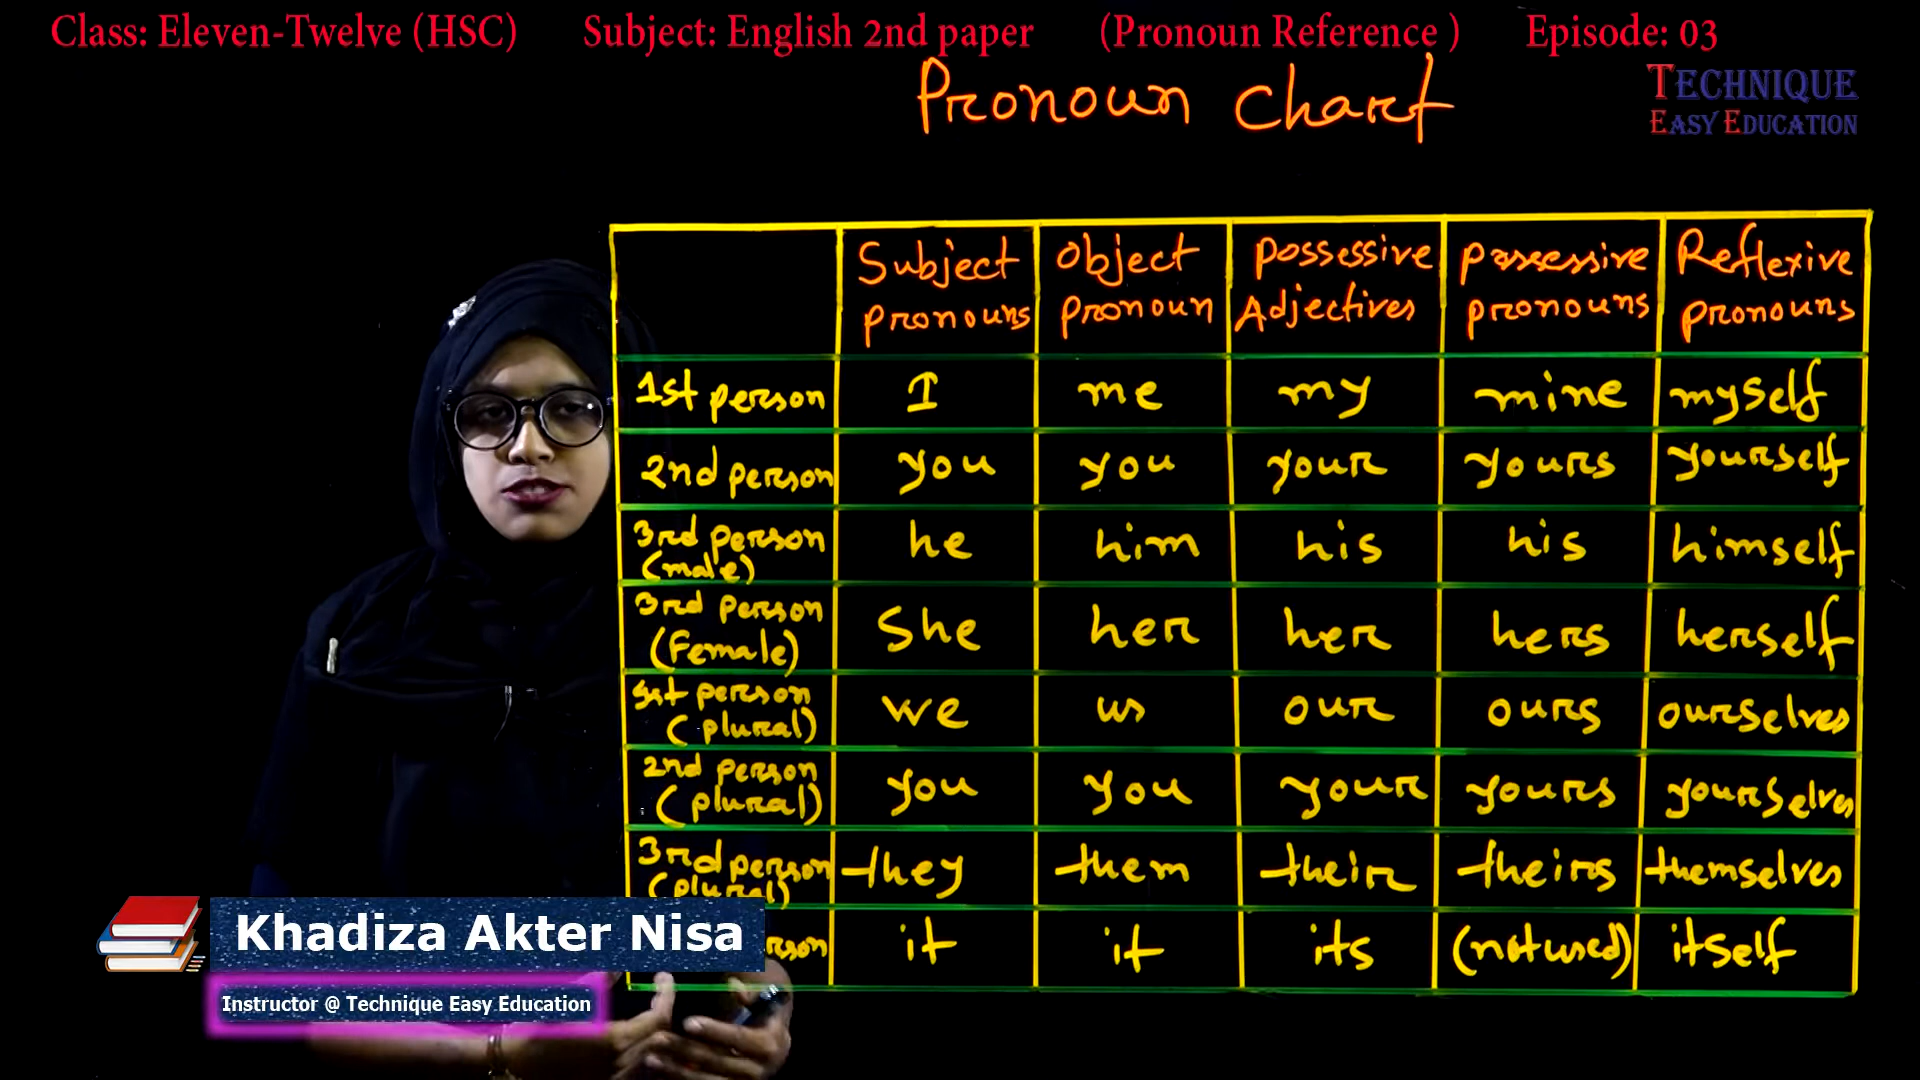 Class: Eleven-Twelve (HSC) Subject: English 2nd paper (Pronoun Reference ) Episode: 03
Pronoun Chart
TECHNIQUE
EASY EDUCATION
Subject pronouns Object pronoun Possessive Adjectives Possessive pronouns Reflexive pronouns
1st person I me my mine myself
2nd person you you your yours yourself
3rd person (male) he him his his himself
3rd person (Female) She her her hers herself
1st person (plural) we us our ours ourselves
2nd person (plural) you you your yours yourselves
3rd person (plural) they them their theirs themselves
it it its (not used) itself
Khadiza Akter Nisa
Instructor @ Technique Easy Education